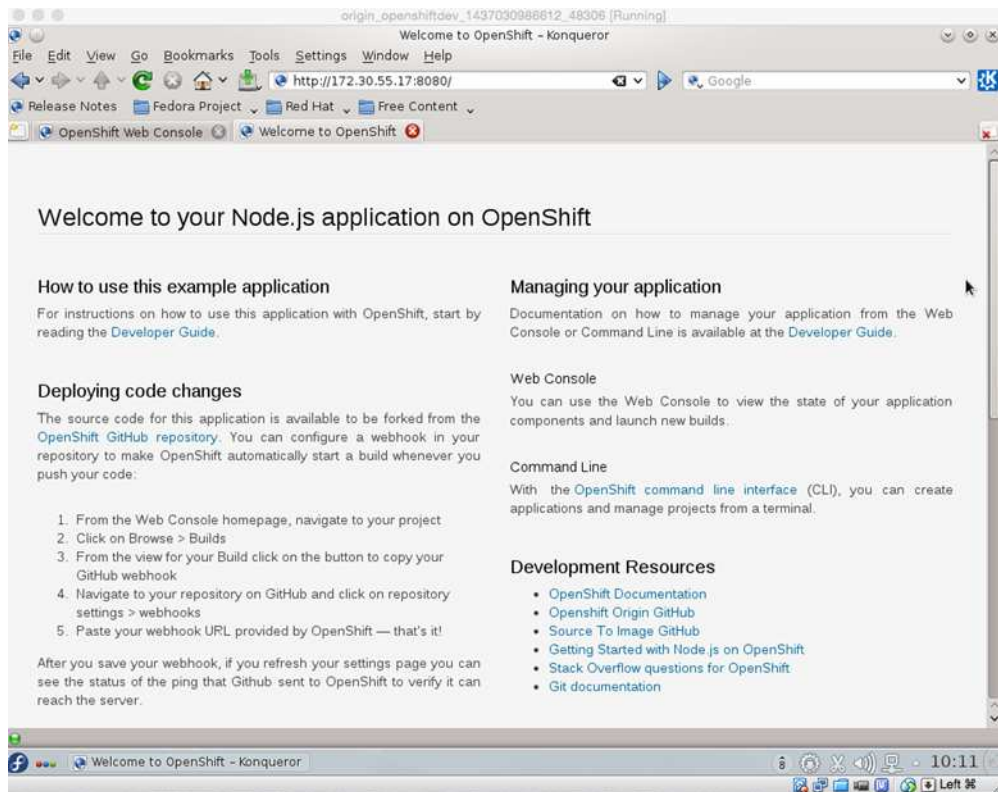 origin_openshiftdev_1437030986612_48306 [Running]
Welcome to OpenShift – Konqueror
File Edit View Go Bookmarks Tools Settings Window Help
http://172.30.55.17:8080/
Google
Release Notes Fedora Project Red Hat Free Content
OpenShift Web Console Welcome to OpenShift
Welcome to your Node.js application on OpenShift
How to use this example application
For instructions on how to use this application with OpenShift, start by
reading the Developer Guide.
Deploying code changes
The source code for this application is available to be forked from the
OpenShift GitHub repository. You can configure a webhook in your
repository to make OpenShift automatically start a build whenever you
push your code:
1. From the Web Console homepage, navigate to your project
2. Click on Browse > Builds
3. From the view for your Build click on the button to copy your
GitHub webhook
4. Navigate to your repository on GitHub and click on repository
settings > webhooks
5. Paste your webhook URL provided by OpenShift — that's it!
After you save your webhook, if you refresh your settings page you can
see the status of the ping that Github sent to OpenShift to verify it can
reach the server.
Managing your application
Documentation on how to manage your application from the Web
Console or Command Line is available at the Developer Guide.
Web Console
You can use the Web Console to view the state of your application
components and launch new builds.
Command Line
With the OpenShift command line interface (CLI), you can create
applications and manage projects from a terminal.
Development Resources
• OpenShift Documentation
• Openshift Origin GitHub
• Source To Image GitHub
• Getting Started with Node.js on OpenShift
• Stack Overflow questions for OpenShift
• Git documentation
Welcome to OpenShift – Konqueror
10:11
Left ⌘